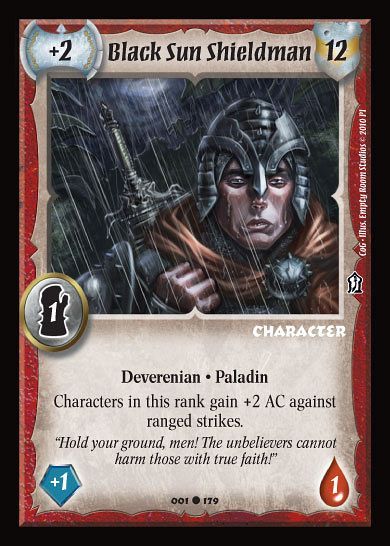 +2 Black Sun Shieldman 12
CoG • Illus. Empty Room Studios © 2010 PI
1
CHARACTER
Deverenian • Paladin
Characters in this rank gain +2 AC against
ranged strikes.
“Hold your ground, men! The unbelievers cannot
harm those with true faith!”
+1
1
001 ● 179